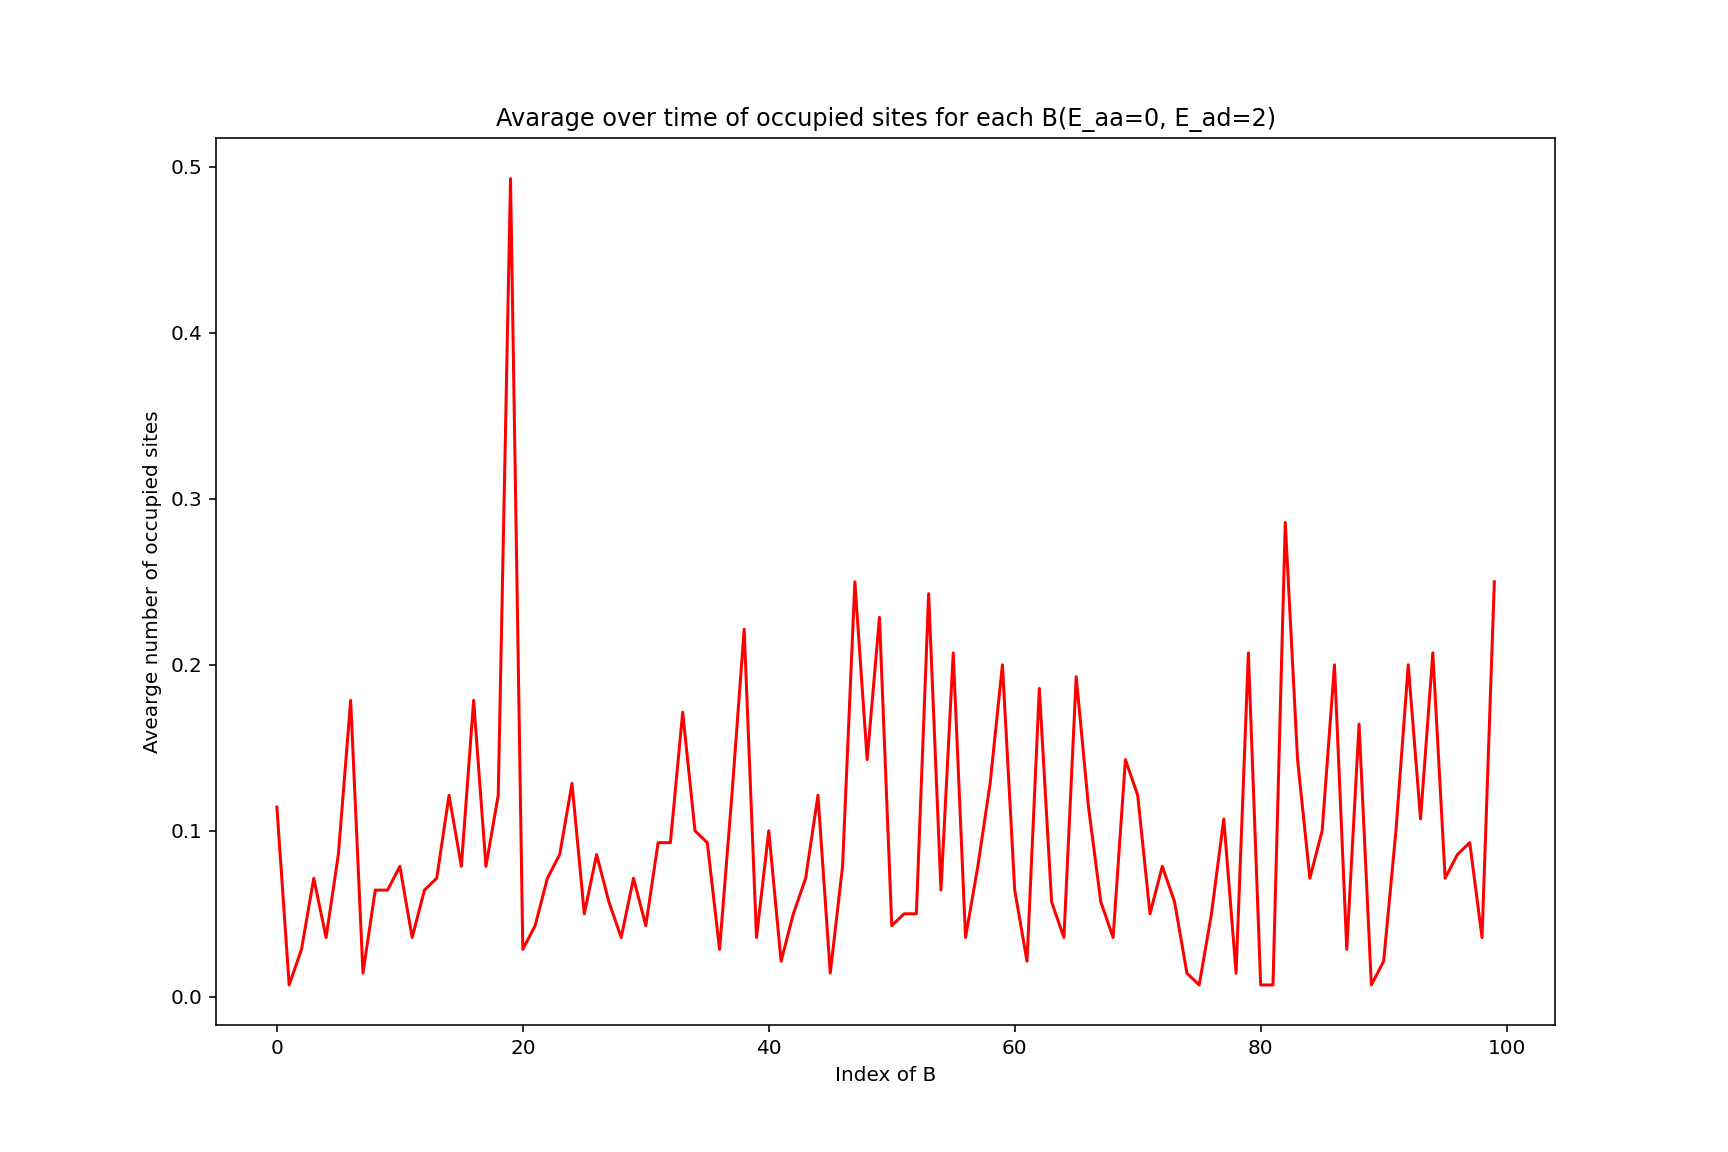 Avarage over time of occupied sites for each B(E_aa=0, E_ad=2)
0.5
0.4
0.3
0.2
0.1
0.0
Avearge number of occupied sites
0 20 40 60 80 100
Index of B